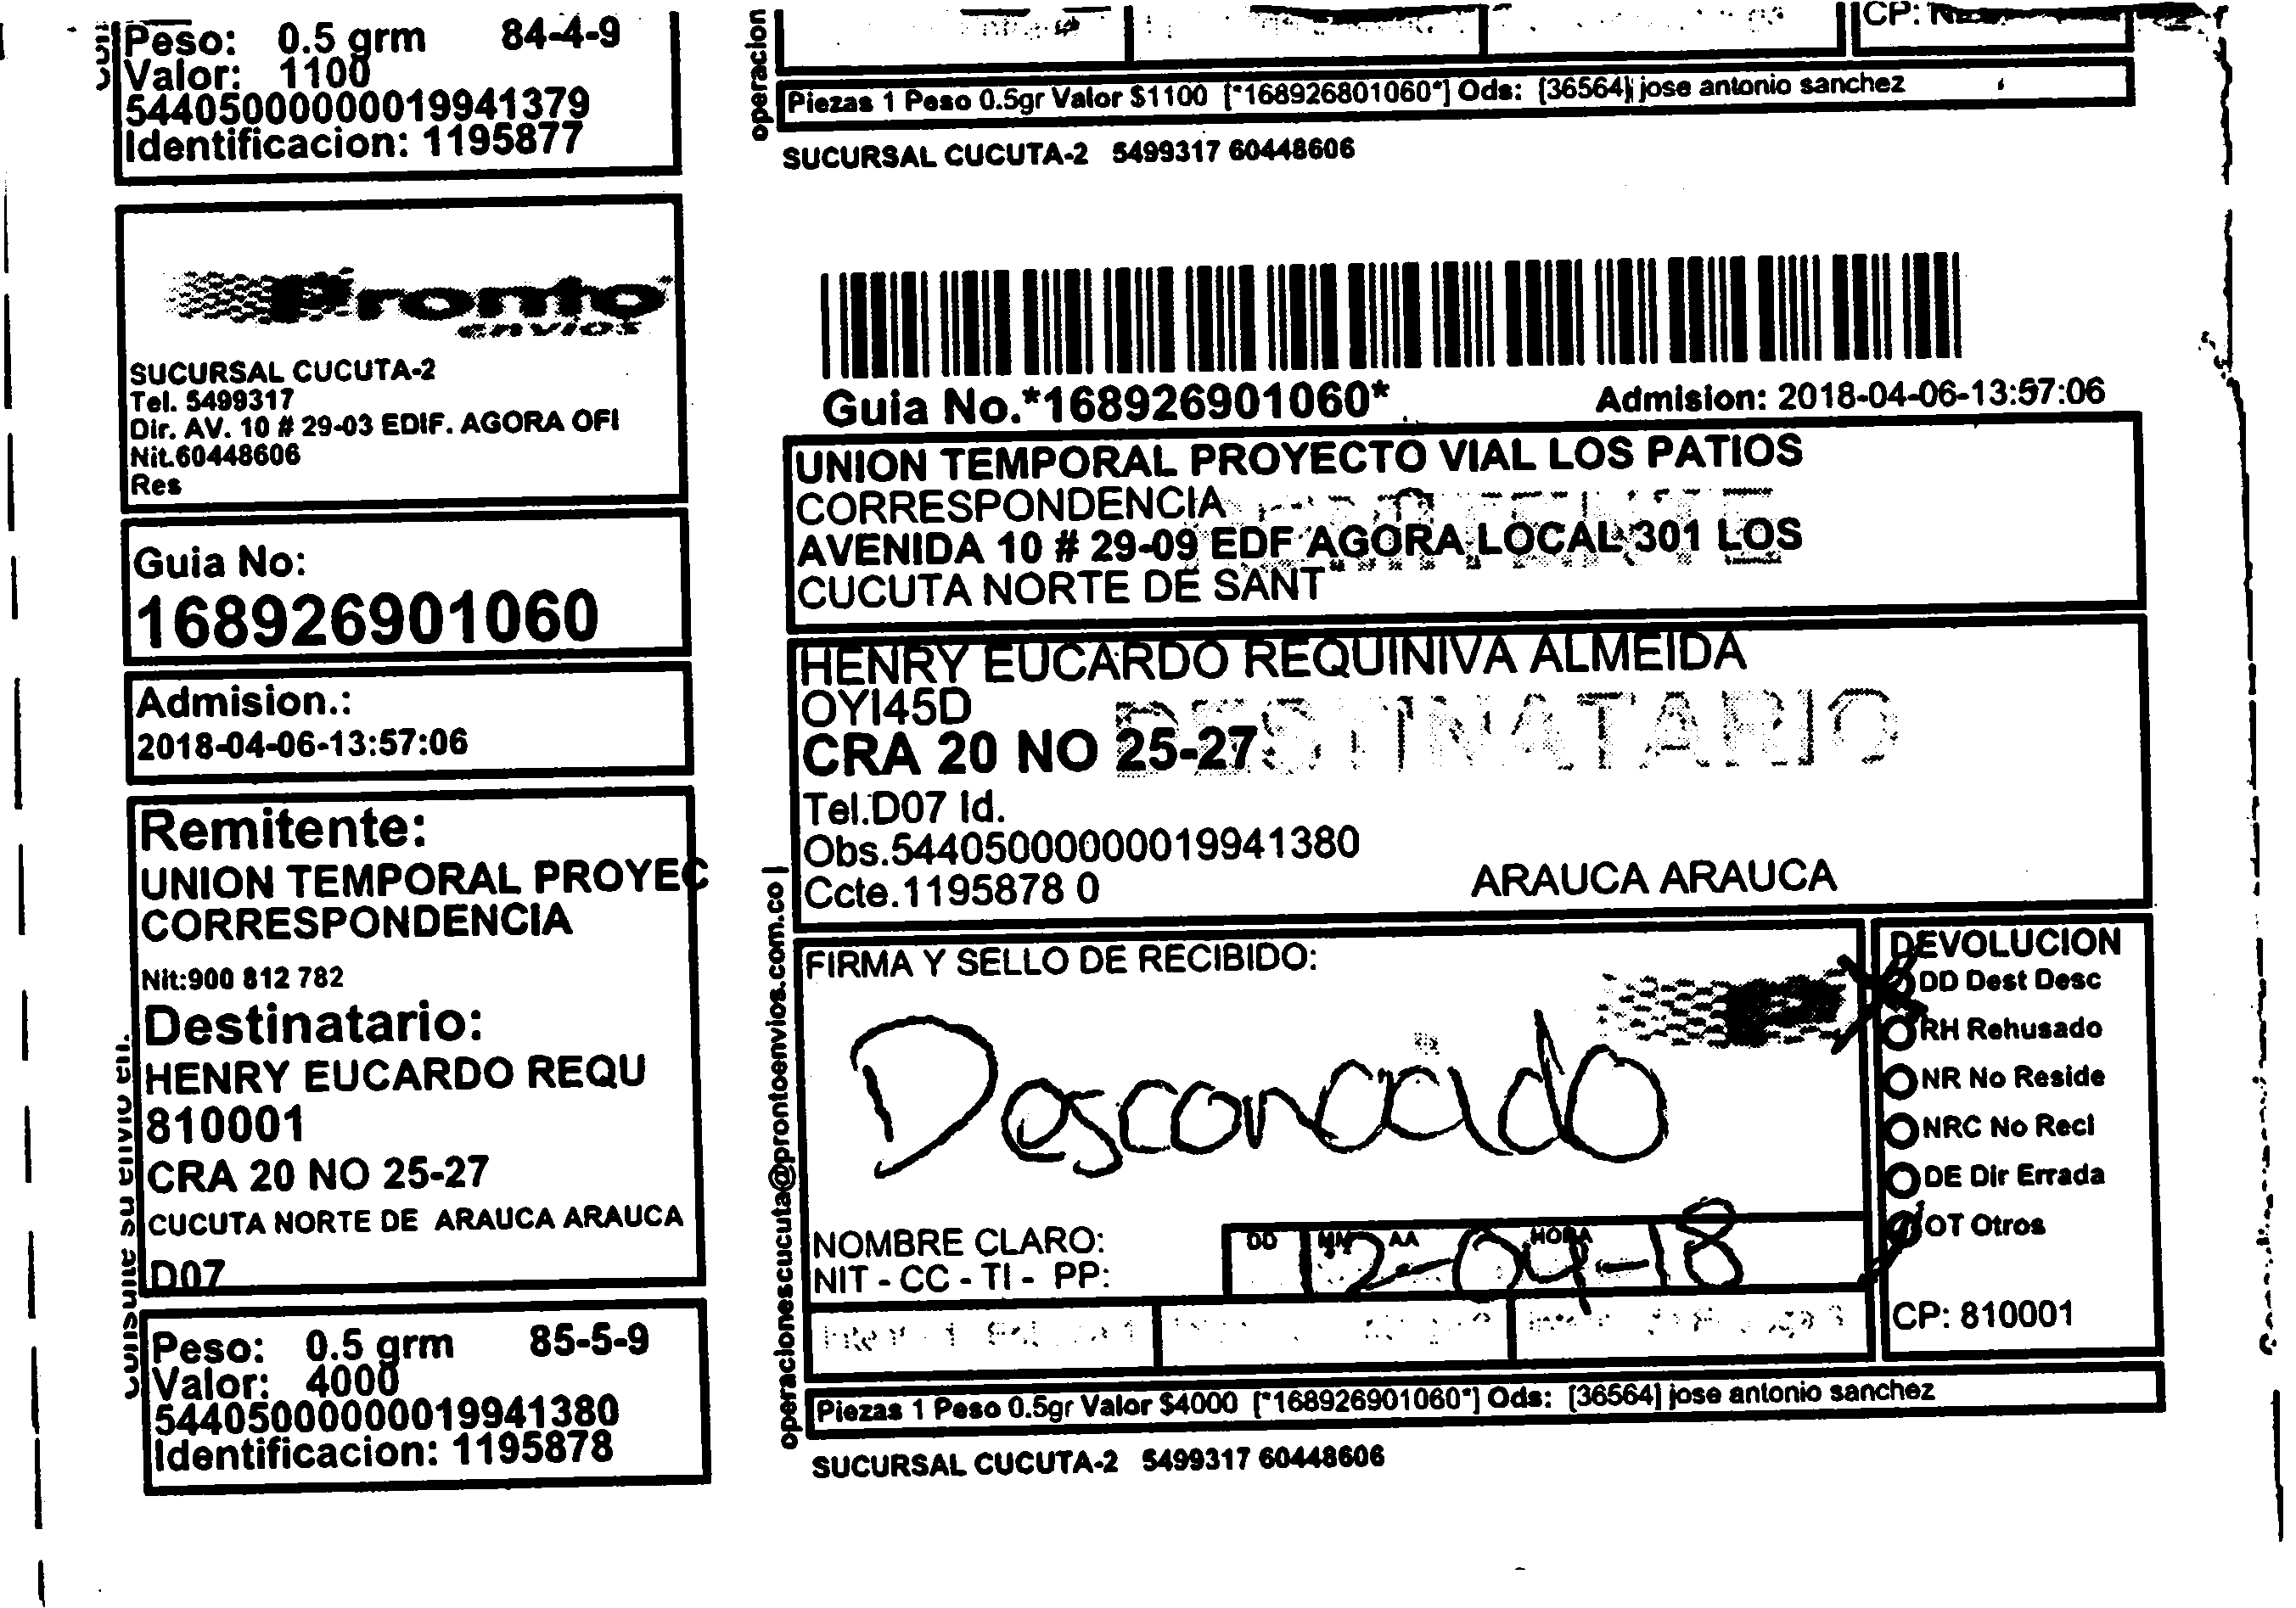 Peso: 0.5 grm 84-4-9
Valor: 1100
54405000000019941379
Identificacion: 1195877
Pronto
envios
SUCURSAL CUCUTA-2
Tel. 5499317
Dir. AV. 10 # 29-03 EDIF. AGORA OFI
Nit.60448606
Res
Guia No:
168926901060
Admision.:
2018-04-06-13:57:06
Remitente:
UNION TEMPORAL PROYEC
CORRESPONDENCIA
Nit:900 812 782
Destinatario:
HENRY EUCARDO REQU
810001
CRA 20 NO 25-27
CUCUTA NORTE DE ARAUCA ARAUCA
D07
Peso: 0.5 grm 85-5-9
Valor: 4000
54405000000019941380
Identificacion: 1195878
operacion
CP:
Piezas 1 Peso 0.5gr Valor $1100 [*168926801060*] Ods: [36564] jose antonio sanchez
SUCURSAL CUCUTA-2 5499317 60448606
Guia No.*168926901060*
Admision: 2018-04-06-13:57:06
UNION TEMPORAL PROYECTO VIAL LOS PATIOS
CORRESPONDENCIA
AVENIDA 10 # 29-09 EDF AGORA LOCAL 301 LOS
CUCUTA NORTE DE SANT
HENRY EUCARDO REQUINIVA ALMEIDA
OYI45D
CRA 20 NO 25-27
DESTINATARIO
Tel.D07 Id.
Obs.54405000000019941380
Ccte.1195878 0
ARAUCA ARAUCA
operacionescucuta@prontoenvios.com.co |
FIRMA Y SELLO DE RECIBIDO:
Desconocido
NOMBRE CLARO:
NIT - CC - TI - PP:
DD MM AA HORA
12-04-18
DEVOLUCION
DD Dest Desc
RH Rehusado
NR No Reside
NRC No Recl
DE Dir Errada
OT Otros
CP: 810001
Piezas 1 Peso 0.5gr Valor $4000 [*168926901060*] Ods: [36564] jose antonio sanchez
SUCURSAL CUCUTA-2 5499317 60448606